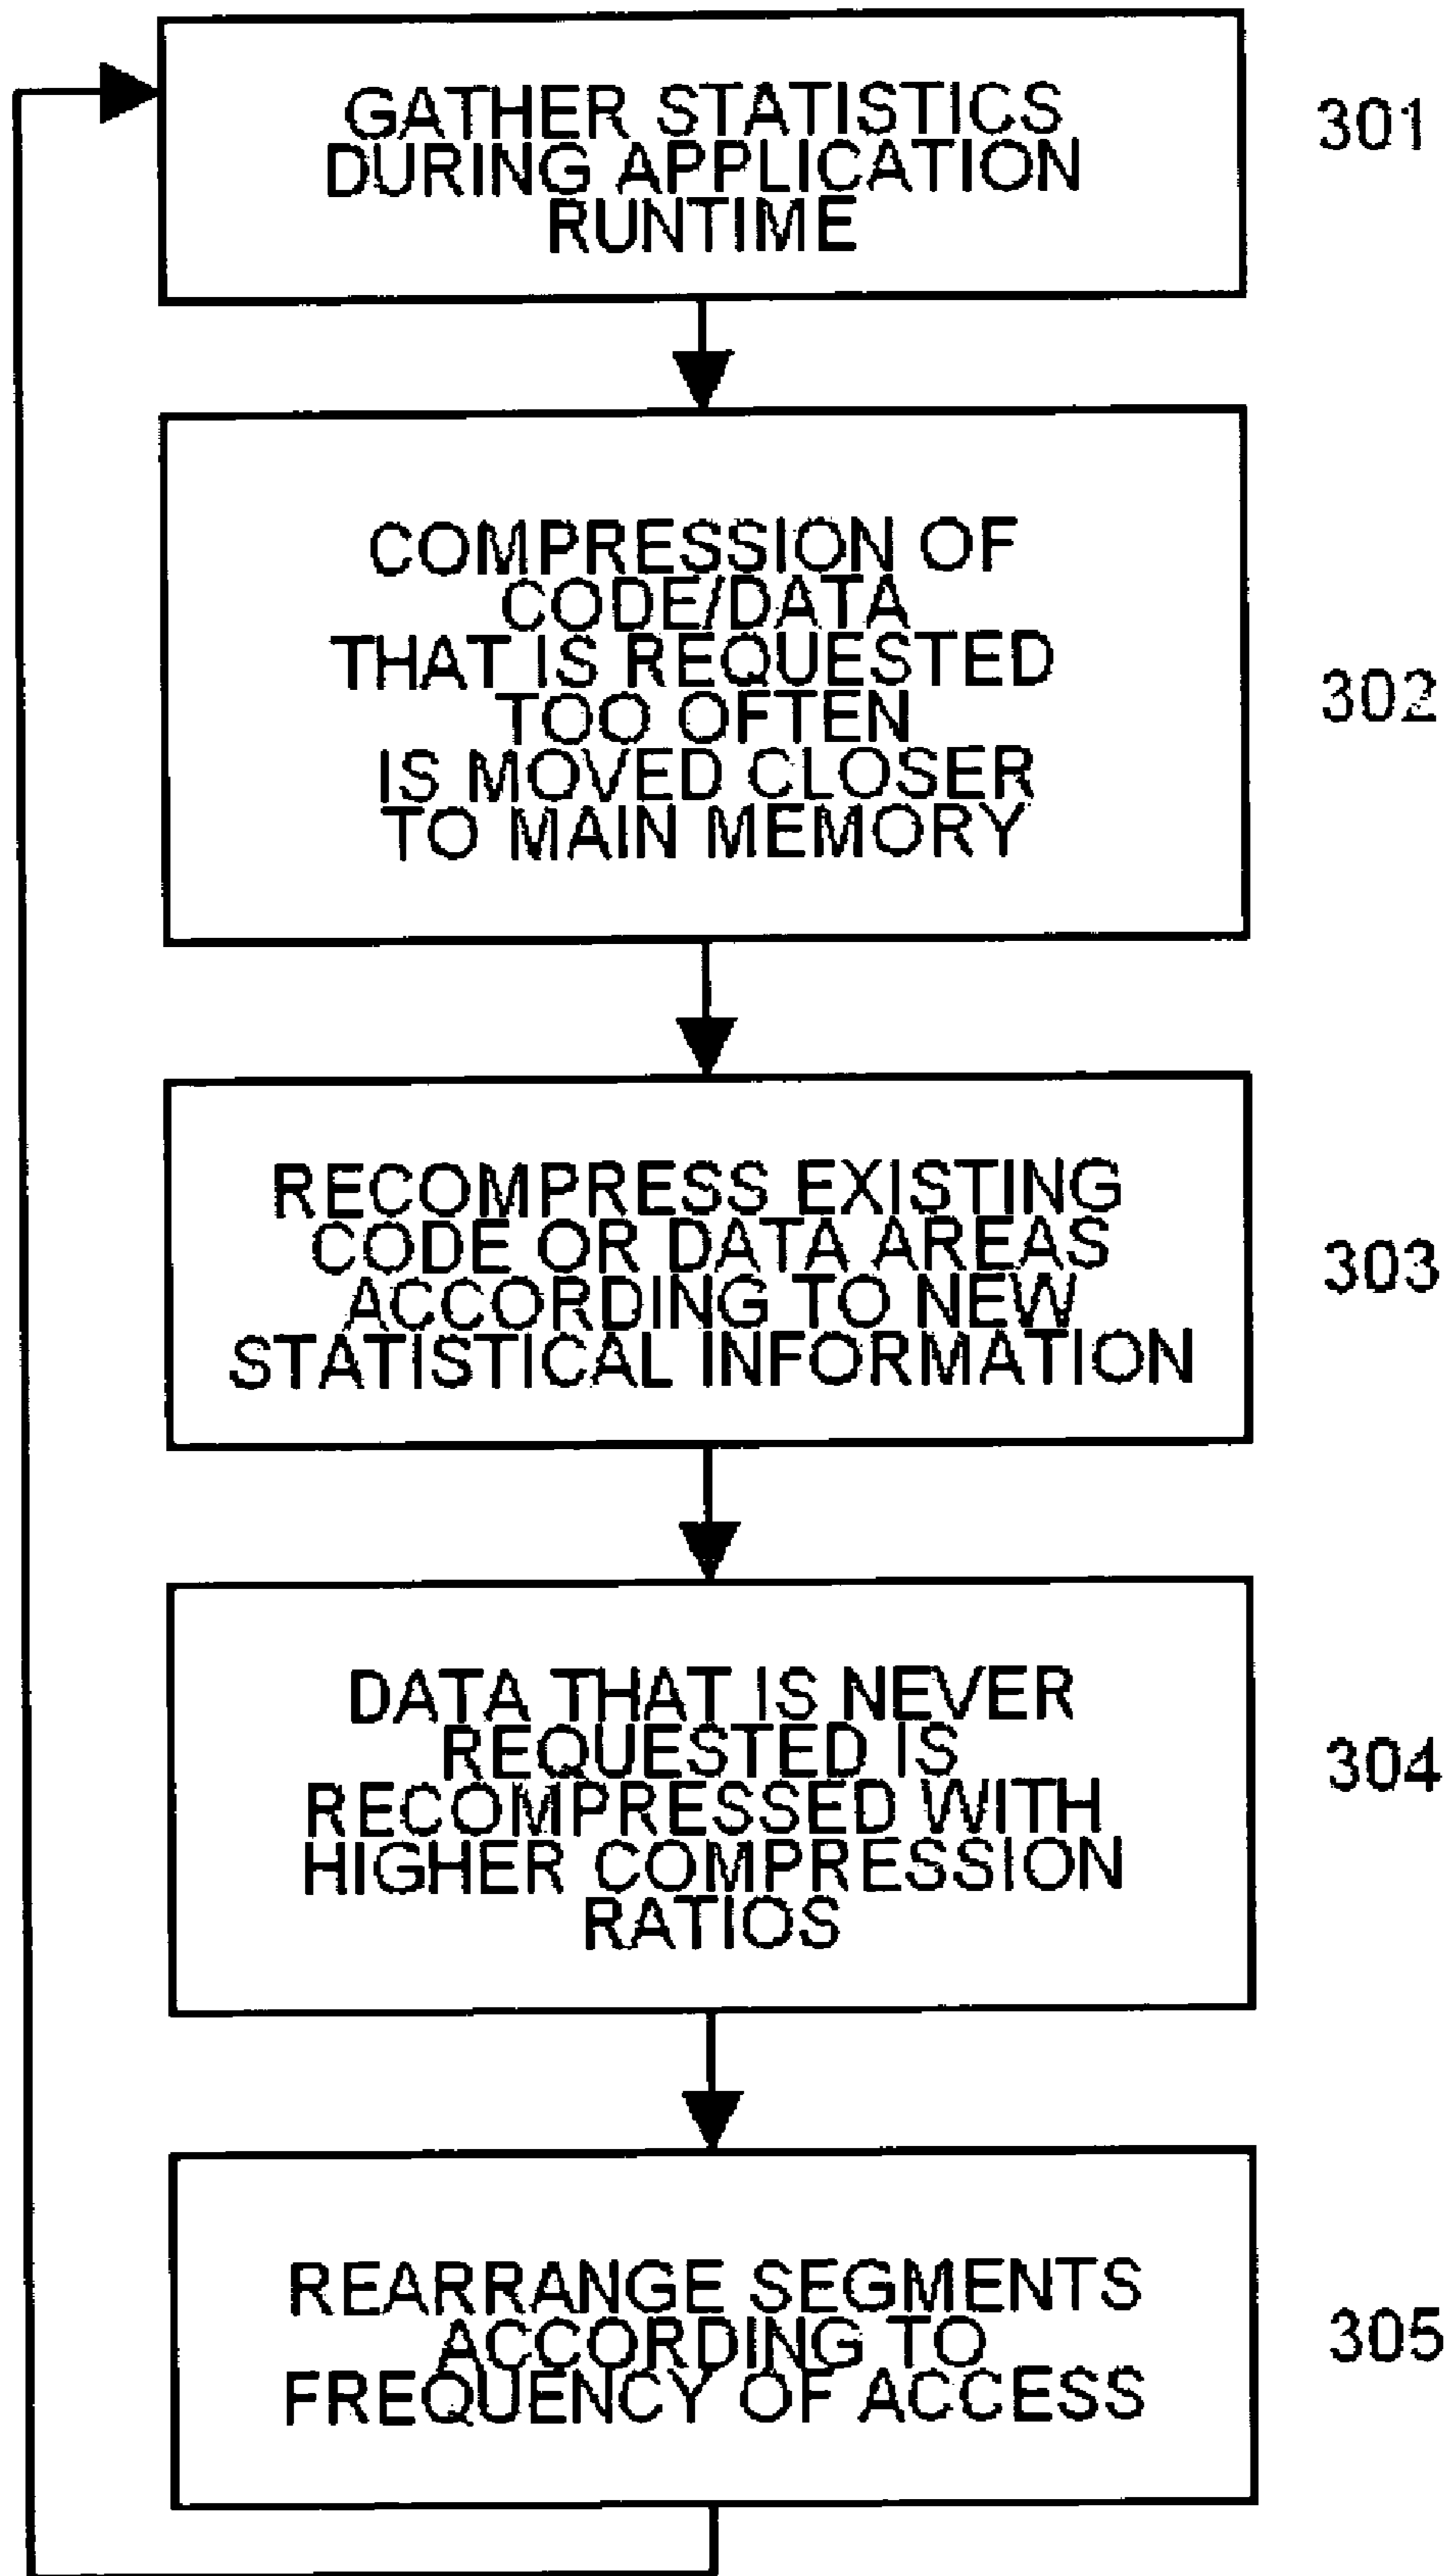 GATHER STATISTICS
DURING APPLICATION
RUNTIME
301
COMPRESSION OF
CODE/DATA
THAT IS REQUESTED
TOO OFTEN
IS MOVED CLOSER
TO MAIN MEMORY
302
RECOMPRESS EXISTING
CODE OR DATA AREAS
ACCORDING TO NEW
STATISTICAL INFORMATION
303
DATA THAT IS NEVER
REQUESTED IS
RECOMPRESSED WITH
HIGHER COMPRESSION
RATIOS
304
REARRANGE SEGMENTS
ACCORDING TO
FREQUENCY OF ACCESS
305